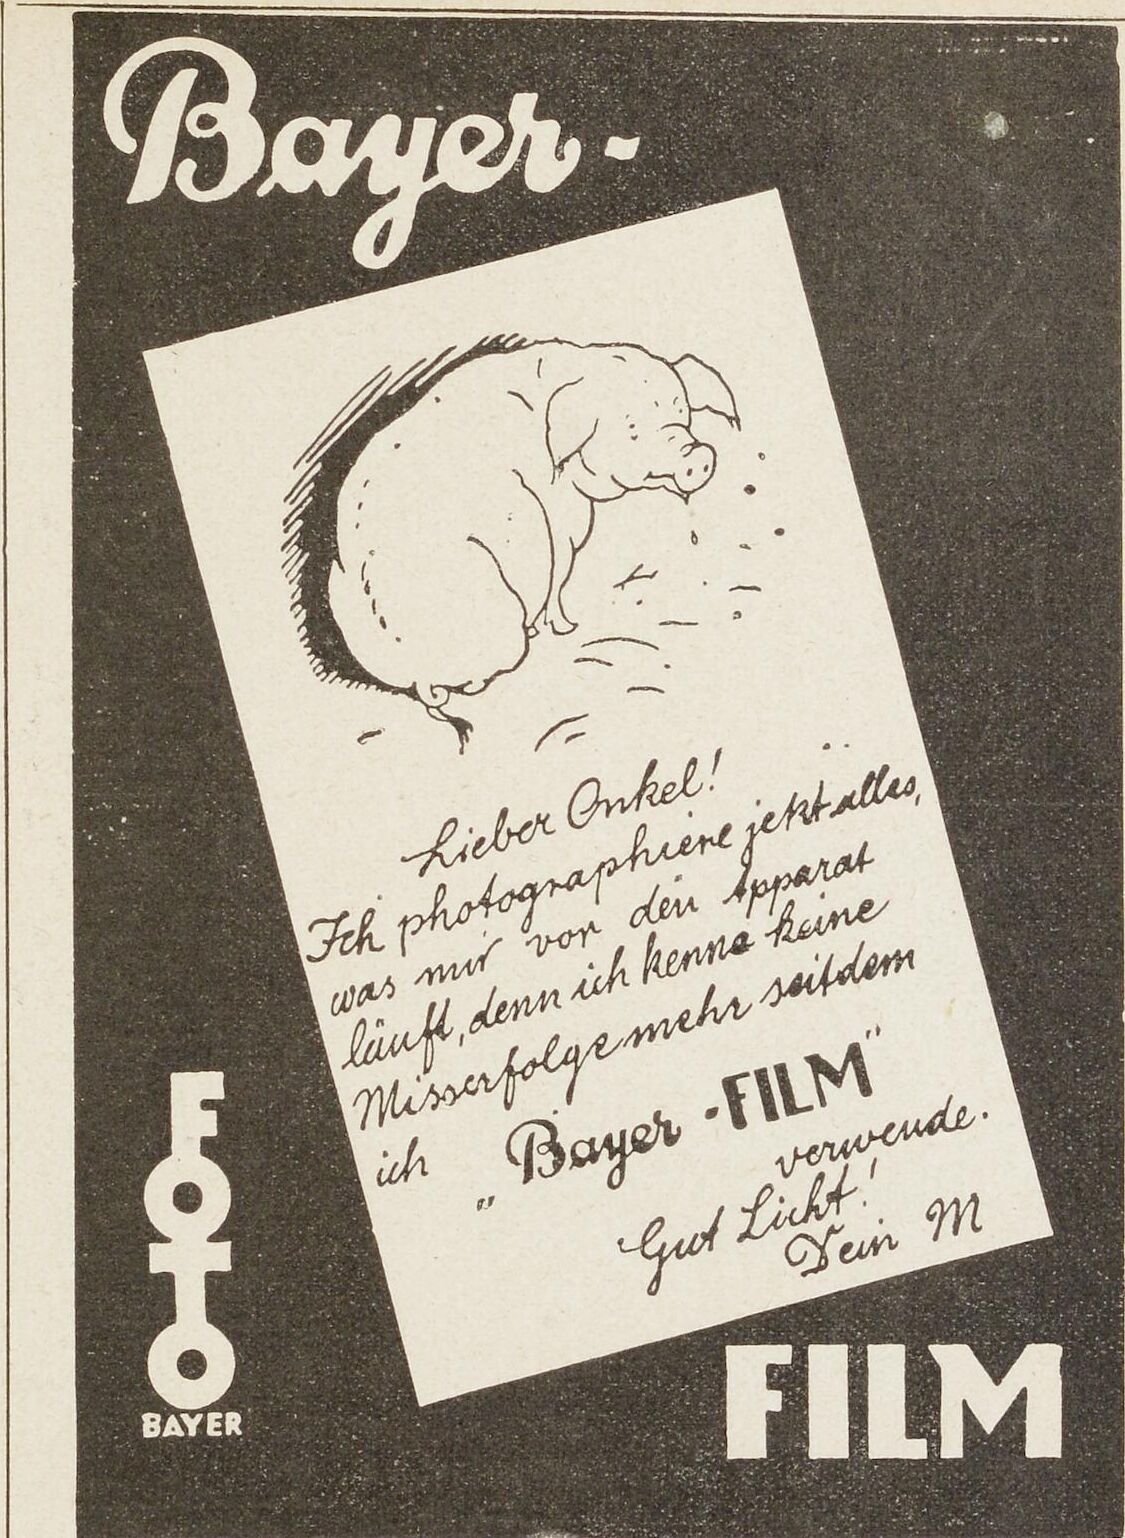 Bayer-
Lieber Onkel!
Ich photographiere jetzt alles,
was mir vor den Apparat
läuft, denn ich kenne keine
Misserfolge mehr seitdem
ich „Bayer-FILM"
verwende.
Gut Licht!
Dein M
FOTO
BAYER
FILM